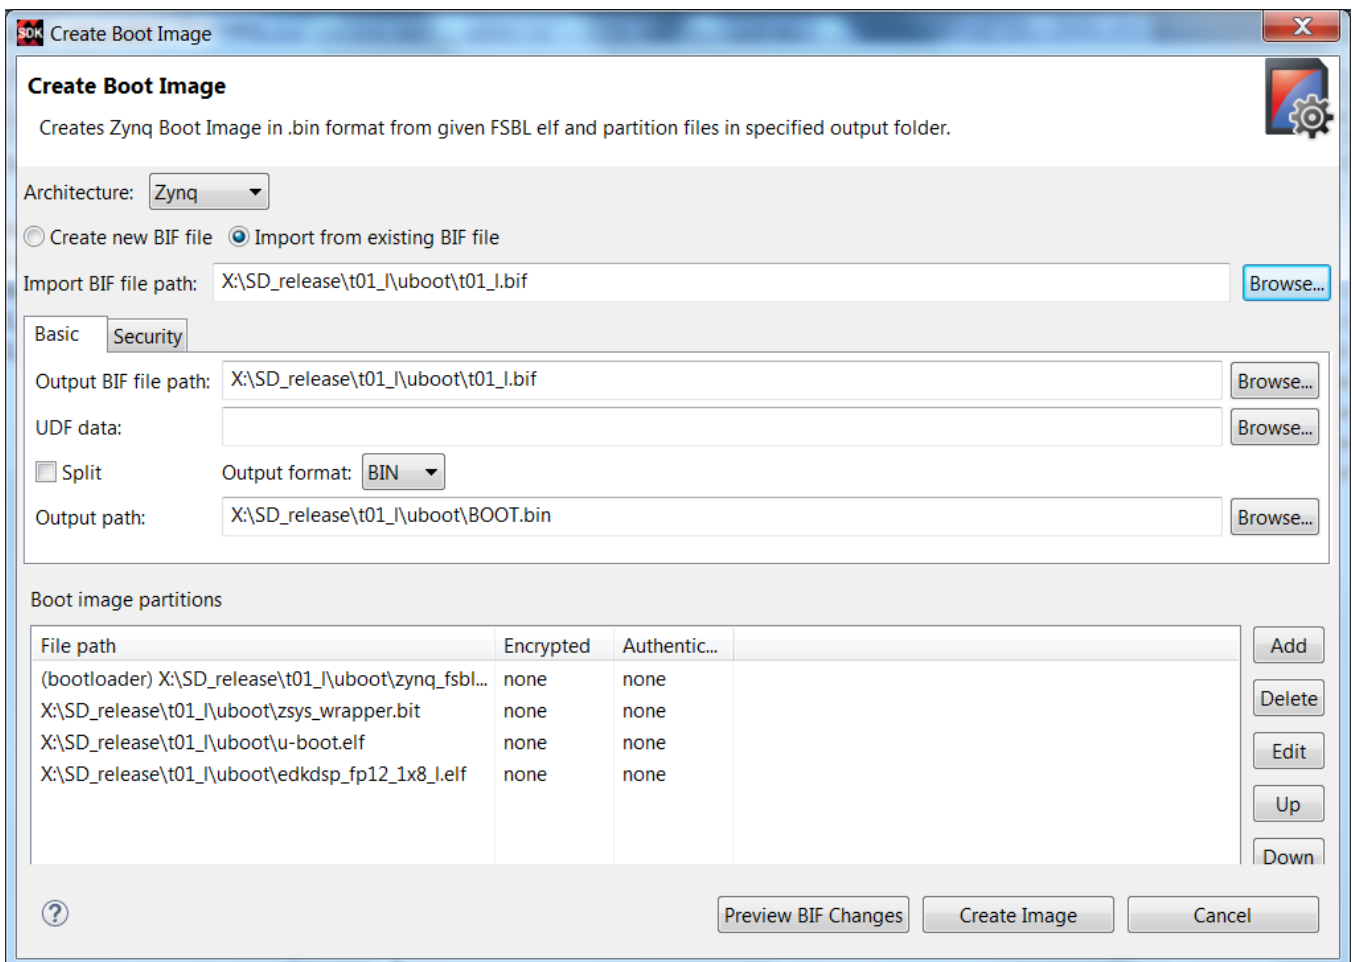 SDK Create Boot Image X
Create Boot Image
Creates Zynq Boot Image in .bin format from given FSBL elf and partition files in specified output folder.
Architecture: Zynq
Create new BIF file Import from existing BIF file
Import BIF file path: X:\SD_release\t01_l\uboot\t01_l.bif Browse...
Basic Security
Output BIF file path: X:\SD_release\t01_l\uboot\t01_l.bif Browse...
UDF data: Browse...
Split Output format: BIN
Output path: X:\SD_release\t01_l\uboot\BOOT.bin Browse...
Boot image partitions
File path Encrypted Authentic... Add
(bootloader) X:\SD_release\t01_l\uboot\zynq_fsbl... none none
X:\SD_release\t01_l\uboot\zsys_wrapper.bit none none Delete
X:\SD_release\t01_l\uboot\u-boot.elf none none Edit
X:\SD_release\t01_l\uboot\edkdsp_fp12_1x8_l.elf none none
Up
Down
? Preview BIF Changes Create Image Cancel